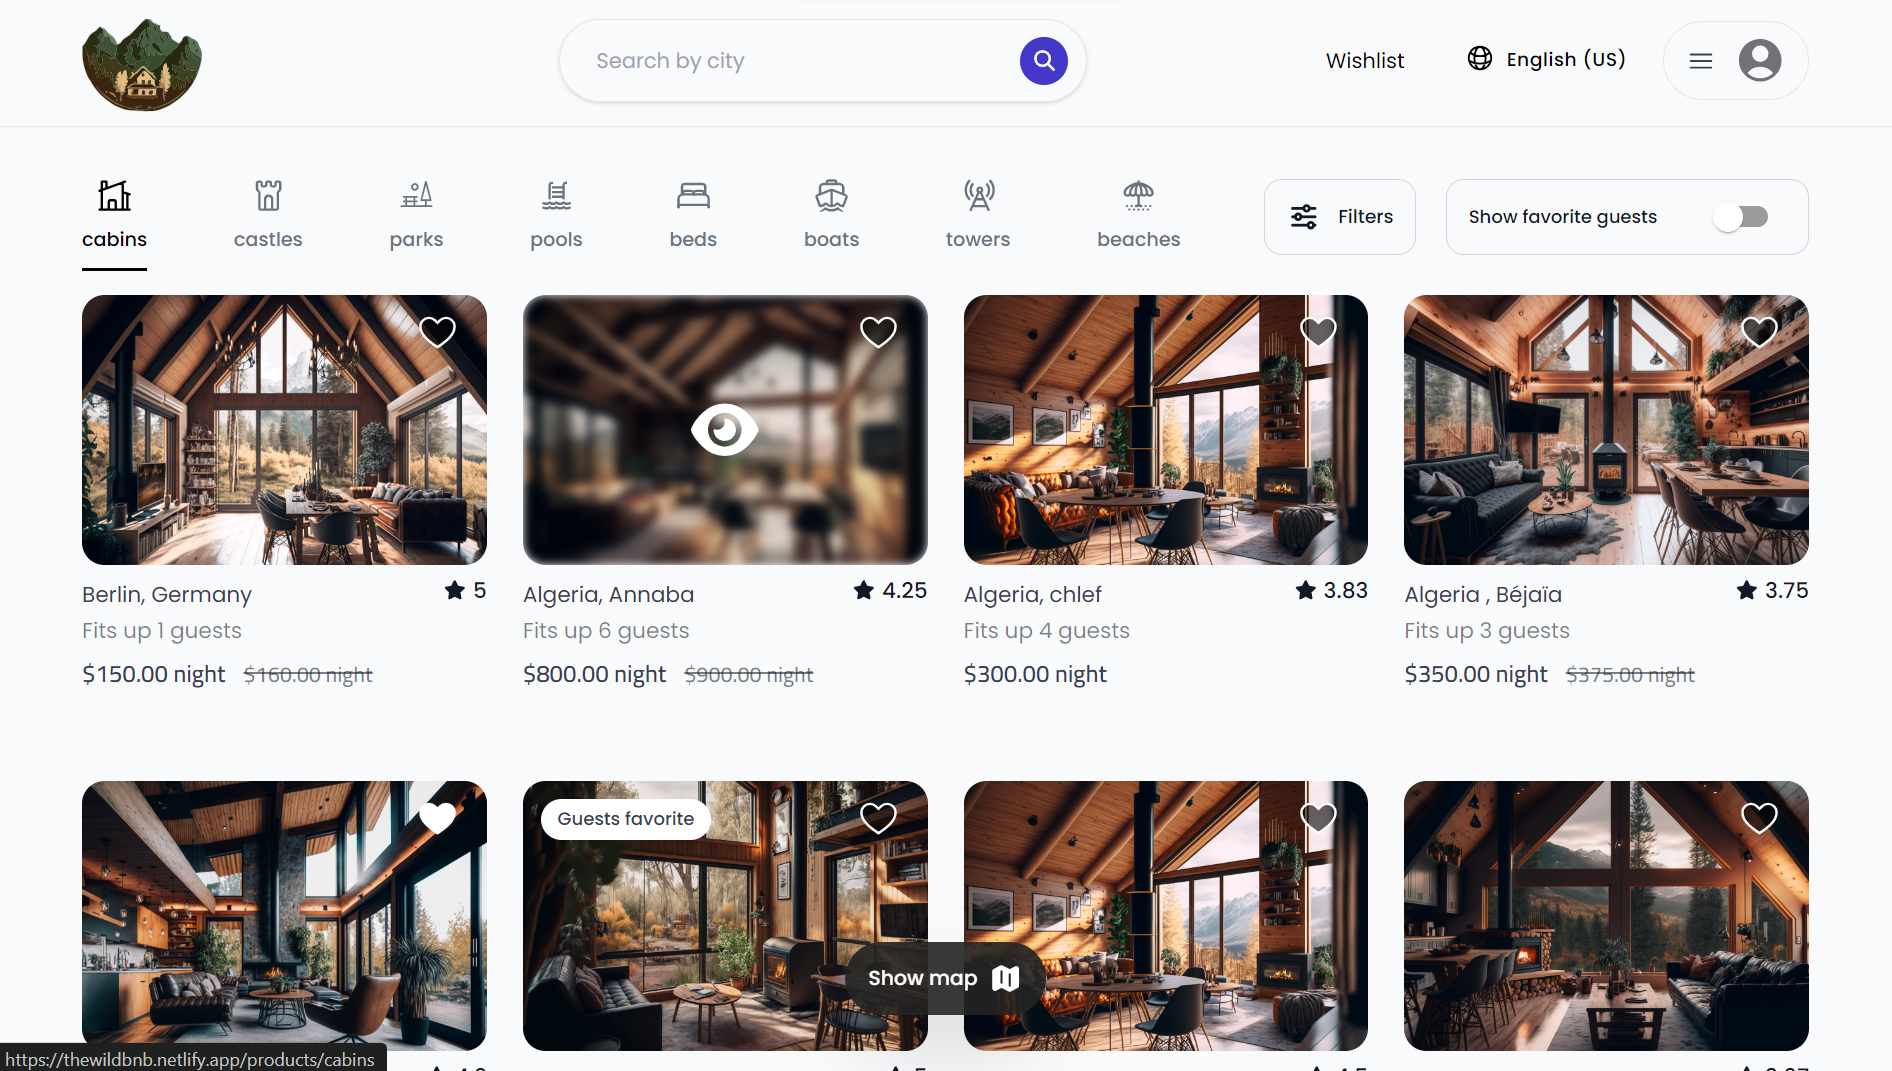 Search by city
Wishlist
English (US)
cabins
castles
parks
pools
beds
boats
towers
beaches
Filters
Show favorite guests
Berlin, Germany
5
Fits up 1 guests
$150.00 night $160.00 night
Algeria, Annaba
4.25
Fits up 6 guests
$800.00 night $900.00 night
Algeria, chlef
3.83
Fits up 4 guests
$300.00 night
Algeria , Béjaïa
3.75
Fits up 3 guests
$350.00 night $375.00 night
Guests favorite
Show map
https://thewildbnb.netlify.app/products/cabins